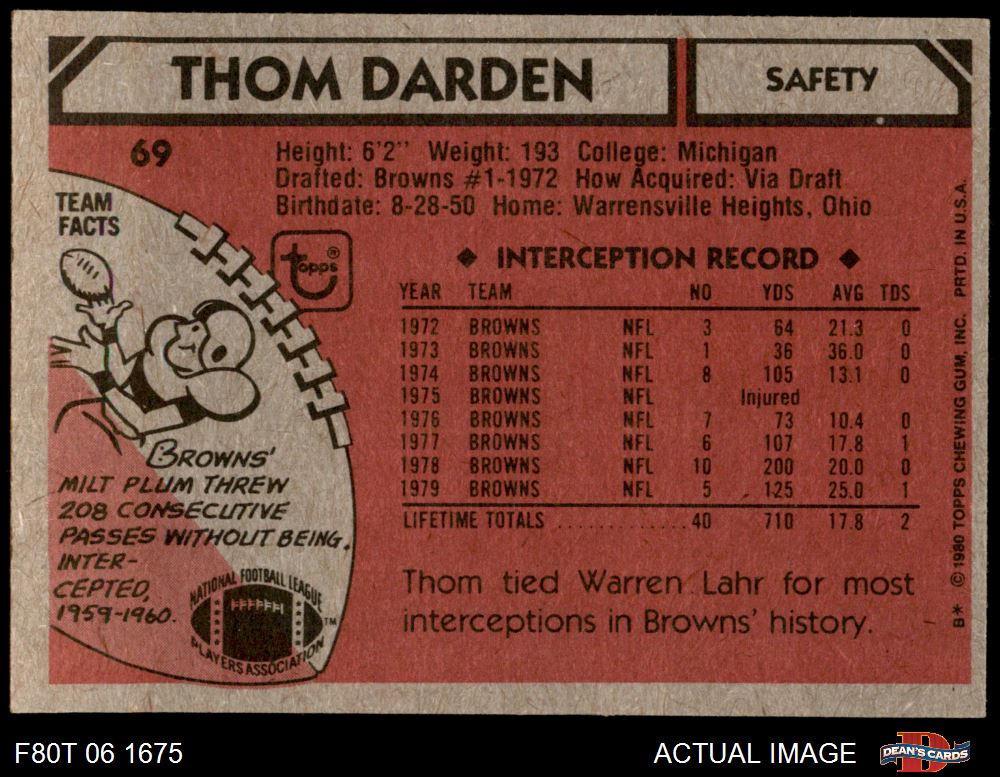 THOM DARDEN
SAFETY
69
Height: 6'2'' Weight: 193 College: Michigan
Drafted: Browns #1-1972 How Acquired: Via Draft
Birthdate: 8-28-50 Home: Warrensville Heights, Ohio
TEAM
FACTS
topps®
◆ INTERCEPTION RECORD ◆
YEAR TEAM NO YDS AVG TDS
1972 BROWNS NFL 3 64 21.3 0
1973 BROWNS NFL 1 36 36.0 0
1974 BROWNS NFL 8 105 13.1 0
1975 BROWNS NFL Injured
1976 BROWNS NFL 7 73 10.4 0
1977 BROWNS NFL 6 107 17.8 1
1978 BROWNS NFL 10 200 20.0 0
1979 BROWNS NFL 5 125 25.0 1
LIFETIME TOTALS ............ 40 710 17.8 2
Thom tied Warren Lahr for most
interceptions in Browns' history.
BROWNS'
MILT PLUM THREW
208 CONSECUTIVE
PASSES WITHOUT BEING
INTER-
CEPTED,
1959-1960.
NATIONAL FOOTBALL LEAGUE
PLAYERS ASSOCIATION
TM
B* © 1980 TOPPS CHEWING GUM, INC. PRTD. IN U.S.A.
F80T 06 1675
ACTUAL IMAGE
DEAN'S CARDS